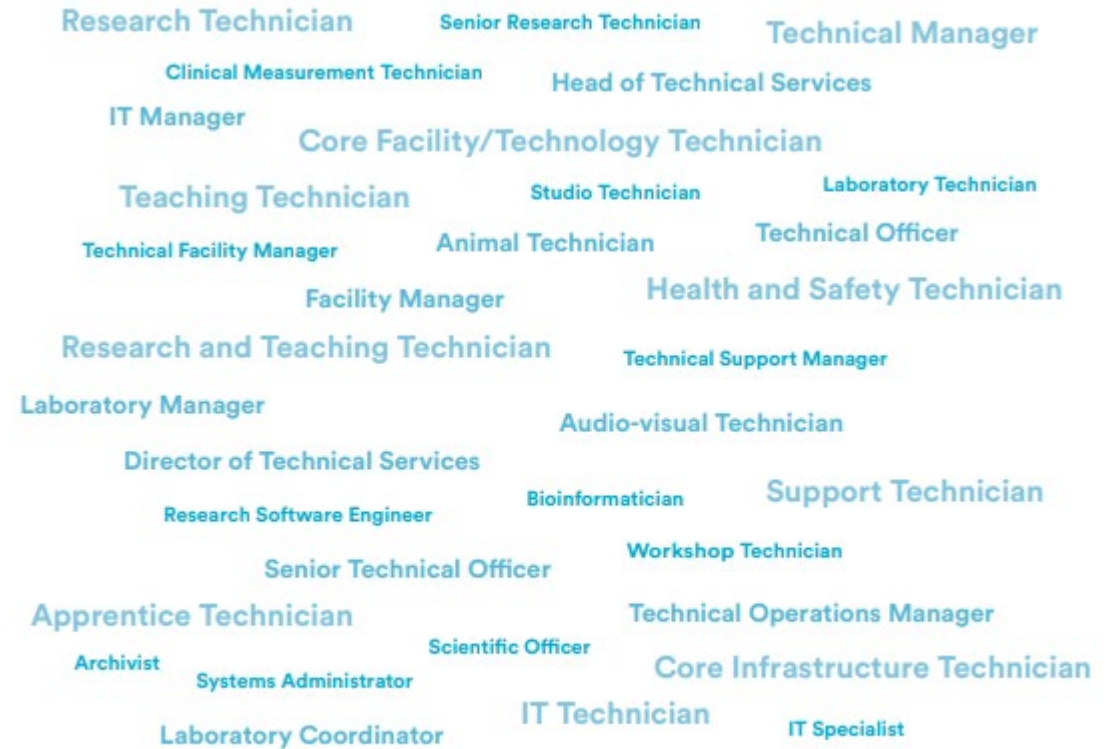 Research Technician
Senior Research Technician
Technical Manager
Clinical Measurement Technician
Head of Technical Services
IT Manager
Core Facility/Technology Technician
Teaching Technician
Studio Technician
Laboratory Technician
Technical Facility Manager
Animal Technician
Technical Officer
Facility Manager
Health and Safety Technician
Research and Teaching Technician
Technical Support Manager
Laboratory Manager
Audio-visual Technician
Director of Technical Services
Bioinformatician
Support Technician
Research Software Engineer
Workshop Technician
Senior Technical Officer
Apprentice Technician
Technical Operations Manager
Scientific Officer
Archivist
Core Infrastructure Technician
Systems Administrator
IT Technician
IT Specialist
Laboratory Coordinator